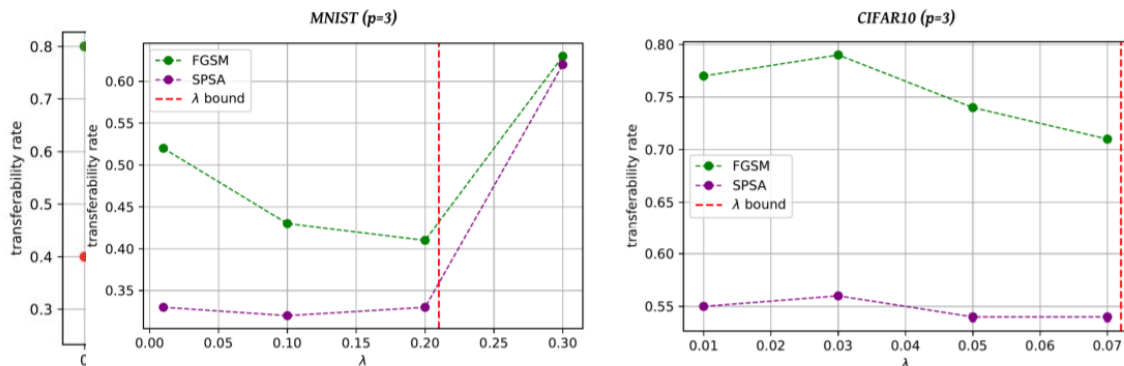 MNIST (p=3)
CIFAR10 (p=3)
transferability rate
0.8
0.7
0.6
0.5
0.4
0.3
transferability rate
0.60
0.55
0.50
0.45
0.40
0.35
FGSM
SPSA
λ bound
0.00
0.05
0.10
0.15
0.20
0.25
0.30
λ
transferability rate
0.80
0.75
0.70
0.65
0.60
0.55
FGSM
SPSA
λ bound
0.01
0.02
0.03
0.04
0.05
0.06
0.07
λ